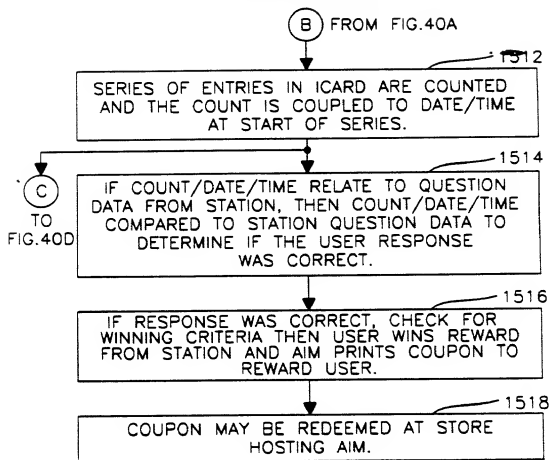 B FROM FIG.40A
1512
SERIES OF ENTRIES IN ICARD ARE COUNTED
AND THE COUNT IS COUPLED TO DATE/TIME
AT START OF SERIES.
1514
C
TO
FIG.40D
IF COUNT/DATE/TIME RELATE TO QUESTION
DATA FROM STATION, THEN COUNT/DATE/TIME
COMPARED TO STATION QUESTION DATA TO
DETERMINE IF THE USER RESPONSE
WAS CORRECT.
1516
IF RESPONSE WAS CORRECT, CHECK FOR
WINNING CRITERIA THEN USER WINS REWARD
FROM STATION AND AIM PRINTS COUPON TO
REWARD USER.
1518
COUPON MAY BE REDEEMED AT STORE
HOSTING AIM.